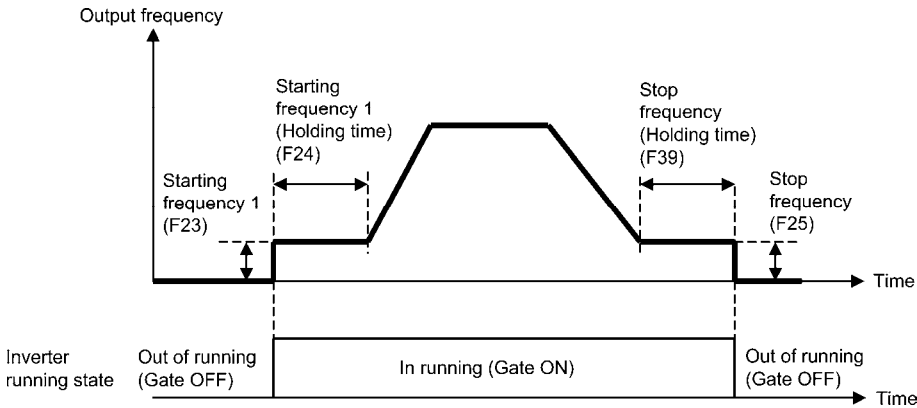 Output frequency
Starting
frequency 1
(Holding time)
(F24)
Stop
frequency
(Holding time)
(F39)
Starting
frequency 1
(F23)
Stop
frequency
(F25)
Time
Inverter
running state
Out of running
(Gate OFF)
In running (Gate ON)
Out of running
(Gate OFF)
Time